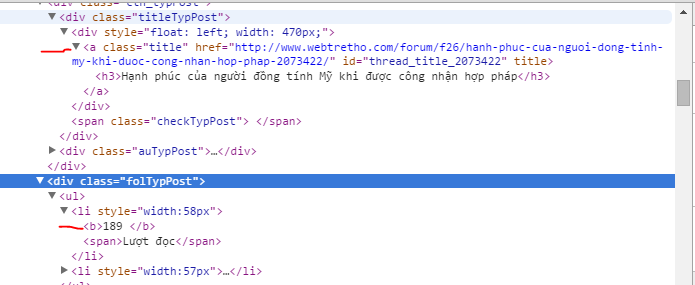 <div class="ctn_typPost">
▼<div class="titleTypPost">
▼<div style="float: left; width: 470px;">
▼<a class="title" href="http://www.webtretho.com/forum/f26/hanh-phuc-cua-nguoi-dong-tinh-
my-khi-duoc-cong-nhan-hop-phap-2073422/" id="thread_title_2073422" title>
<h3>Hạnh phúc của người đồng tính Mỹ khi được công nhận hợp pháp</h3>
</a>
</div>
<span class="checkTypPost"> </span>
</div>
▶<div class="auTypPost">…</div>
</div>
▼<div class="folTypPost">
▼<ul>
▼<li style="width:58px">
<b>189 </b>
<span>Lượt đọc</span>
</li>
▶<li style="width:57px">…</li>
</ul>